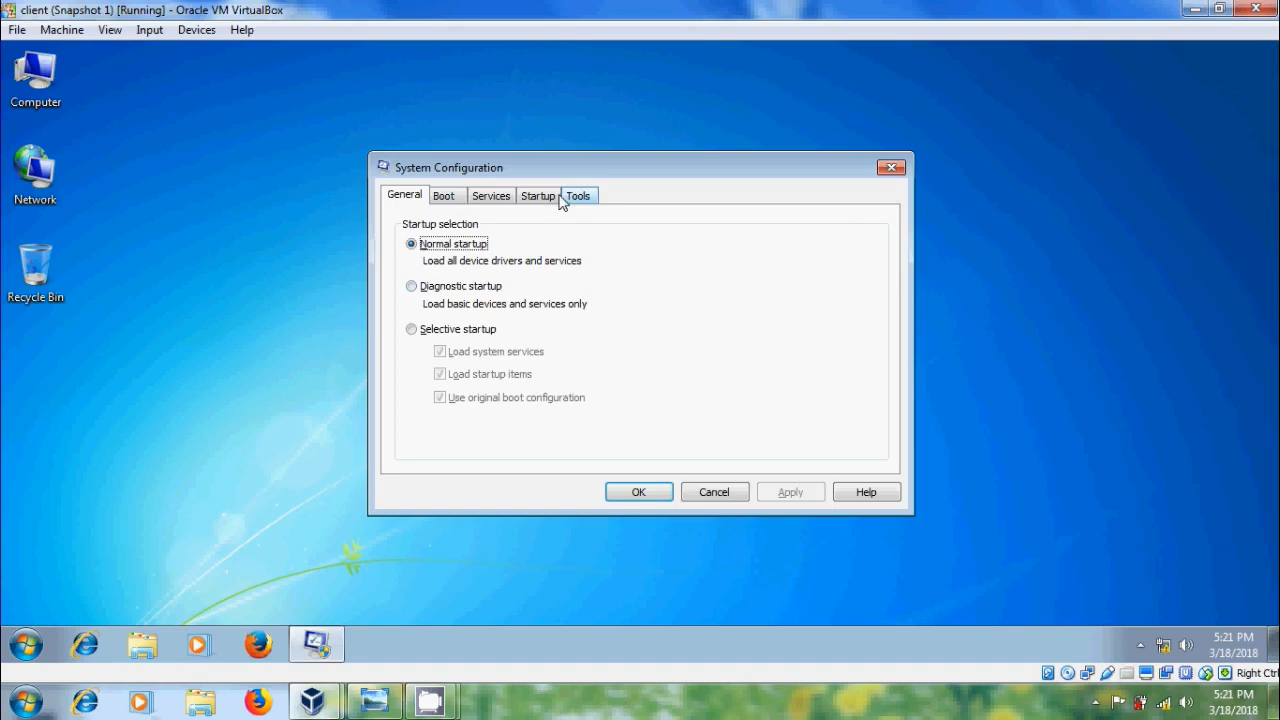 client (Snapshot 1) [Running] - Oracle VM VirtualBox
File Machine View Input Devices Help
Computer
Network
Recycle Bin
System Configuration
General Boot Services Startup Tools
Startup selection
Normal startup
Load all device drivers and services
Diagnostic startup
Load basic devices and services only
Selective startup
Load system services
Load startup items
Use original boot configuration
OK Cancel Apply Help
5:21 PM
3/18/2018
Right Ctrl
5:21 PM
3/18/2018